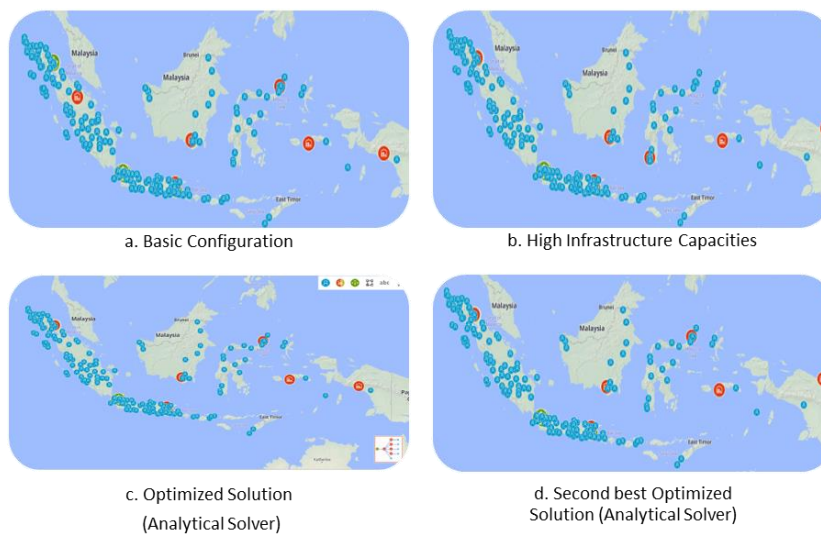 Malaysia
Brunei
Malaysia
East Timor
a. Basic Configuration
Malaysia
Brunei
Malaysia
East Timor
b. High Infrastructure Capacities
abc
Malaysia
Brunei
Malaysia
East Timor
c. Optimized Solution
(Analytical Solver)
Malaysia
Brunei
Malaysia
East Timor
d. Second best Optimized
Solution (Analytical Solver)